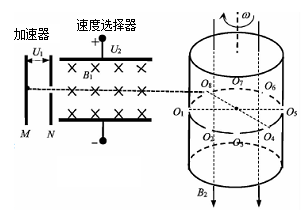 加速器 速度选择器
U₁ + U₂ A ω
B₁
M N −
O₈ O₇ O₆
O₁ O₅
O₂ O₃ O₄
B₂